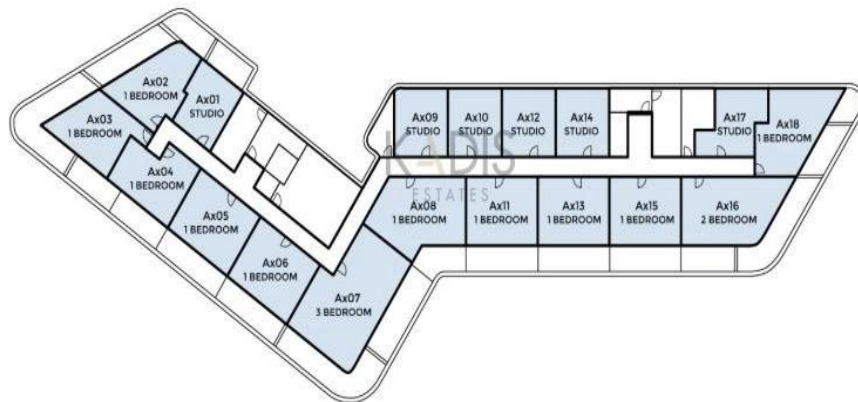 Ax02
1 BEDROOM
Ax01
STUDIO
Ax03
1 BEDROOM
Ax04
1 BEDROOM
Ax05
1 BEDROOM
Ax06
1 BEDROOM
Ax07
3 BEDROOM
Ax09
STUDIO
Ax10
STUDIO
Ax12
STUDIO
Ax14
STUDIO
Ax17
STUDIO
Ax18
1 BEDROOM
KADIS
ESTATES
Ax08
1 BEDROOM
Ax11
1 BEDROOM
Ax13
1 BEDROOM
Ax15
1 BEDROOM
Ax16
2 BEDROOM